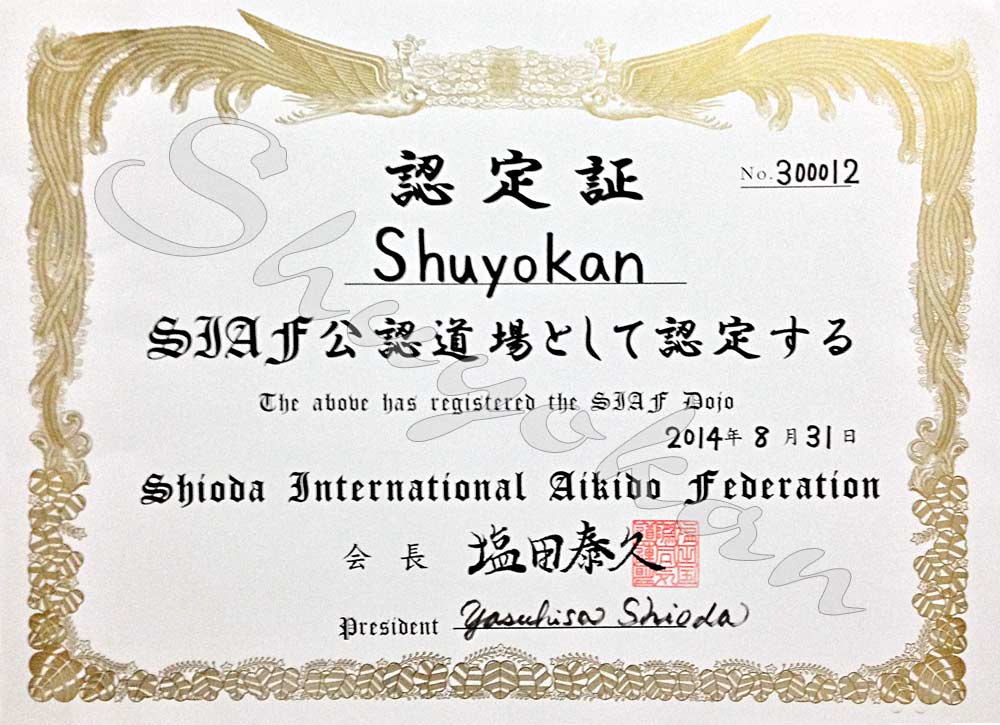 認定証
No. 300012
Shuyokan
SIAF公認道場として認定する
The above has registered the SIAF Dojo
2014年8月31日
Shioda International Aikido Federation
会長 塩田泰久
President Yasuhisa Shioda
Shuyokan